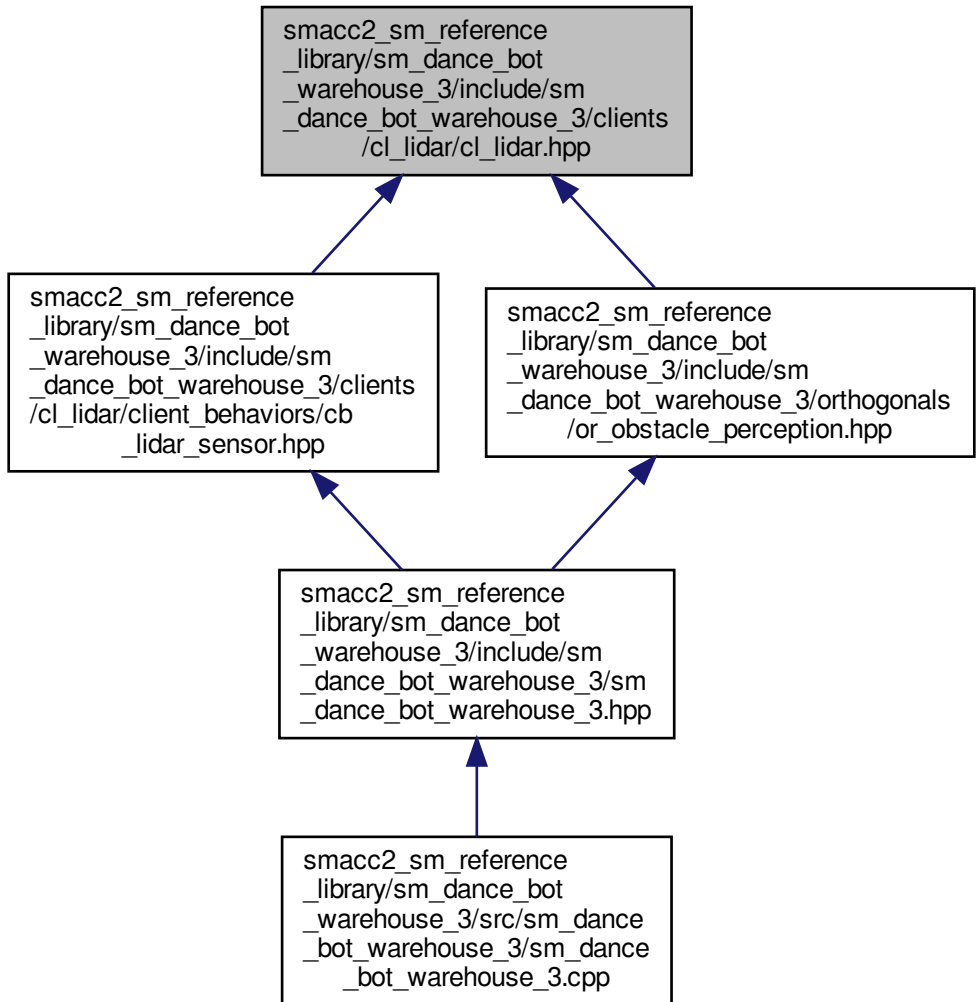 smacc2_sm_reference
_library/sm_dance_bot
_warehouse_3/include/sm
_dance_bot_warehouse_3/clients
/cl_lidar/cl_lidar.hpp
smacc2_sm_reference
_library/sm_dance_bot
_warehouse_3/include/sm
_dance_bot_warehouse_3/clients
/cl_lidar/client_behaviors/cb
_lidar_sensor.hpp
smacc2_sm_reference
_library/sm_dance_bot
_warehouse_3/include/sm
_dance_bot_warehouse_3/orthogonals
/or_obstacle_perception.hpp
smacc2_sm_reference
_library/sm_dance_bot
_warehouse_3/include/sm
_dance_bot_warehouse_3/sm
_dance_bot_warehouse_3.hpp
smacc2_sm_reference
_library/sm_dance_bot
_warehouse_3/src/sm_dance
_bot_warehouse_3/sm_dance
_bot_warehouse_3.cpp